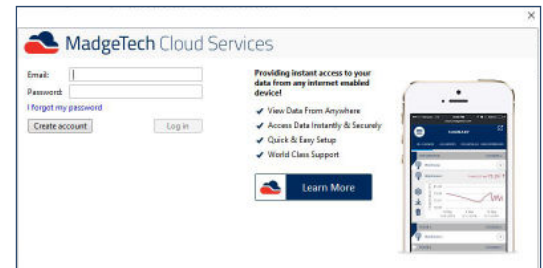 MadgeTech Cloud Services
Email:
Password:
I forgot my password
Create account
Log in
Providing instant access to your
data from any internet enabled
device!
✓ View Data From Anywhere
✓ Access Data Instantly & Securely
✓ Quick & Easy Setup
✓ World Class Support
Learn More